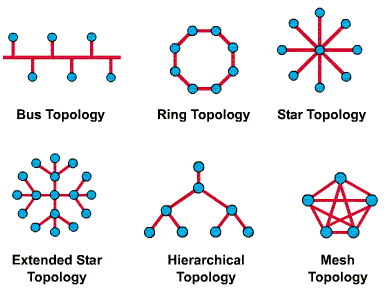 Bus Topology
Ring Topology
Star Topology
Extended Star
Topology
Hierarchical
Topology
Mesh
Topology